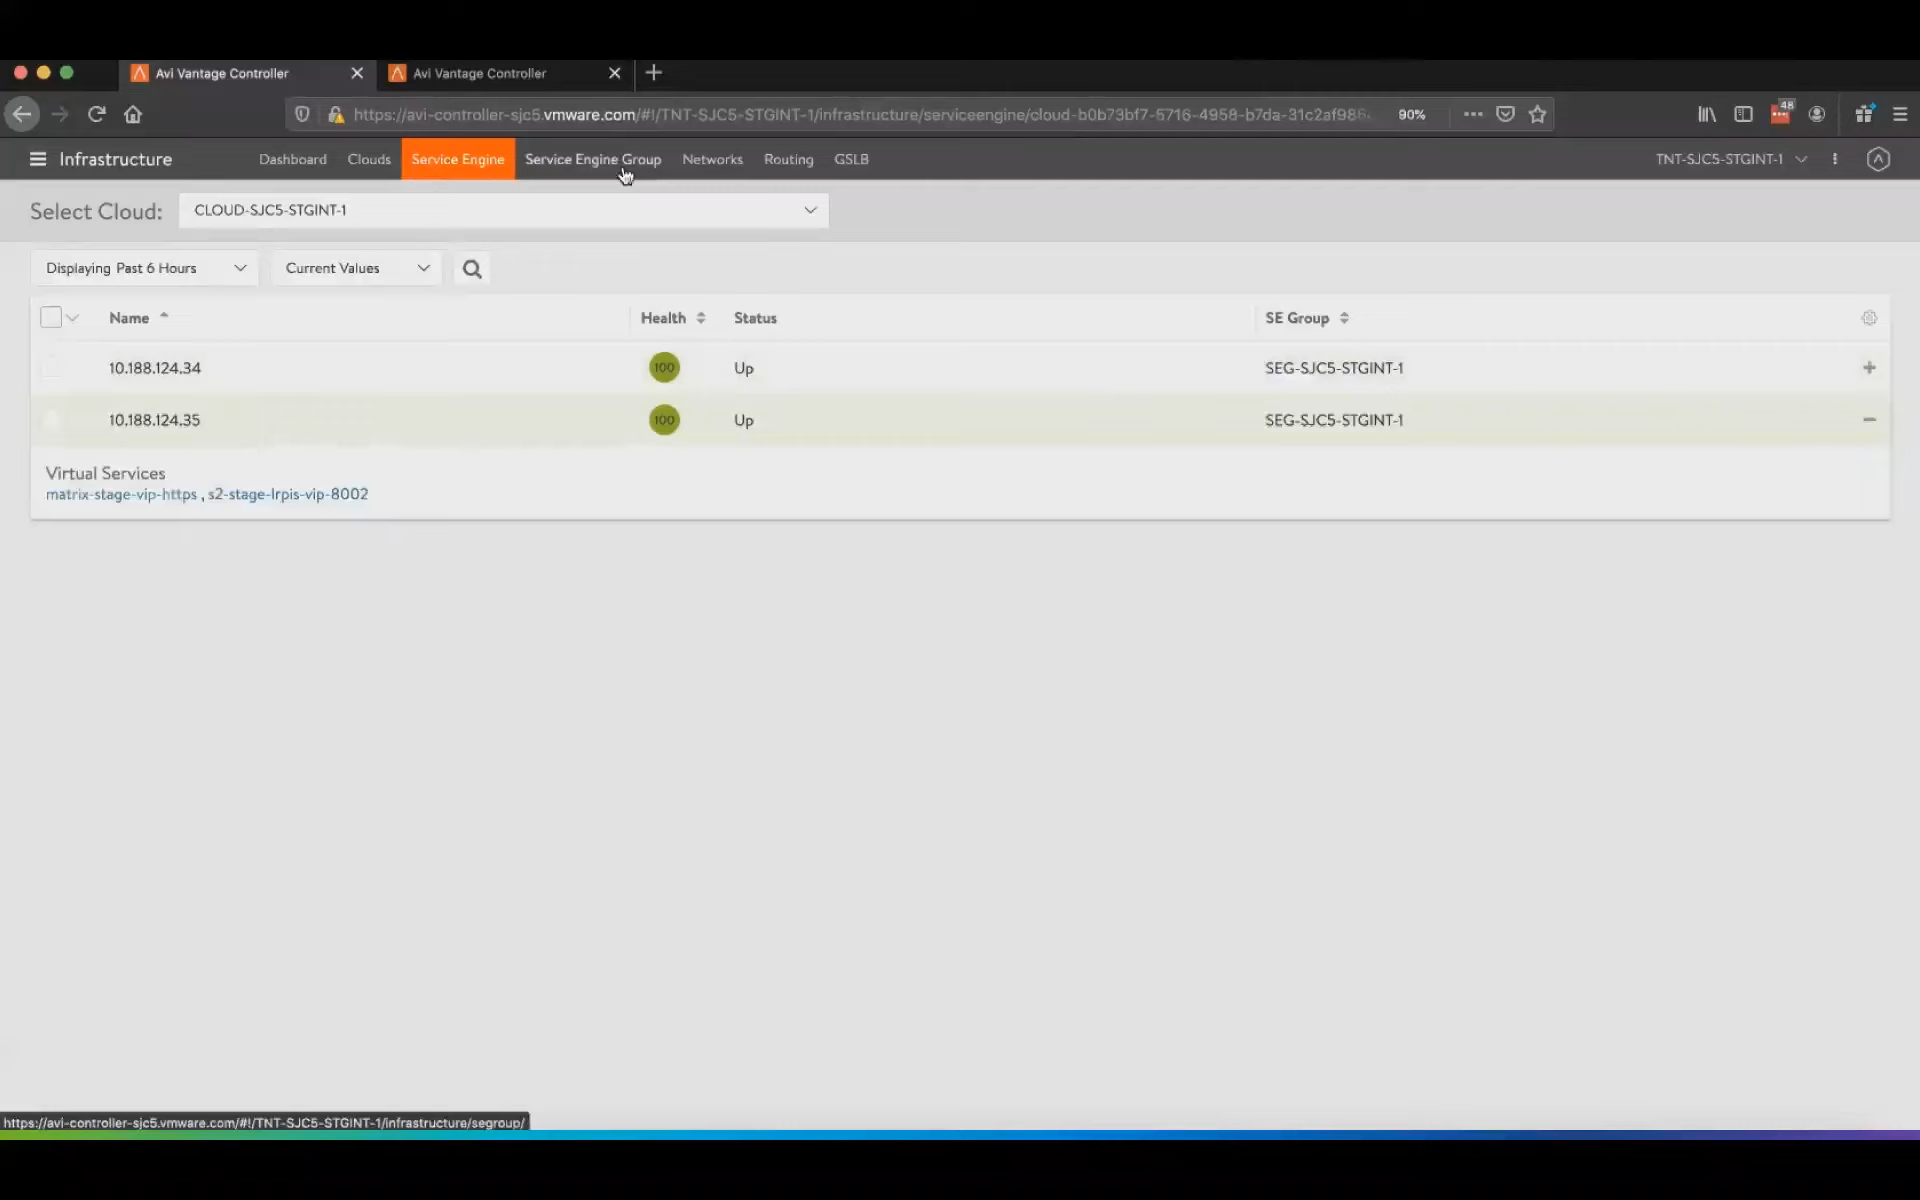 Avi Vantage Controller
Avi Vantage Controller
https://avi-controller-sjc5.vmware.com/#!/TNT-SJC5-STGINT-1/infrastructure/serviceengine/cloud-b0b73bf7-5716-4958-b7da-31c2af986
90%
48
Infrastructure Dashboard Clouds Service Engine Service Engine Group Networks Routing GSLB TNT-SJC5-STGINT-1
Select Cloud: CLOUD-SJC5-STGINT-1
Displaying Past 6 Hours Current Values
Name Health Status SE Group
10.188.124.34 100 Up SEG-SJC5-STGINT-1
10.188.124.35 100 Up SEG-SJC5-STGINT-1
Virtual Services
matrix-stage-vip-https , s2-stage-lrpis-vip-8002
https://avi-controller-sjc5.vmware.com/#!/TNT-SJC5-STGINT-1/infrastructure/segroup/